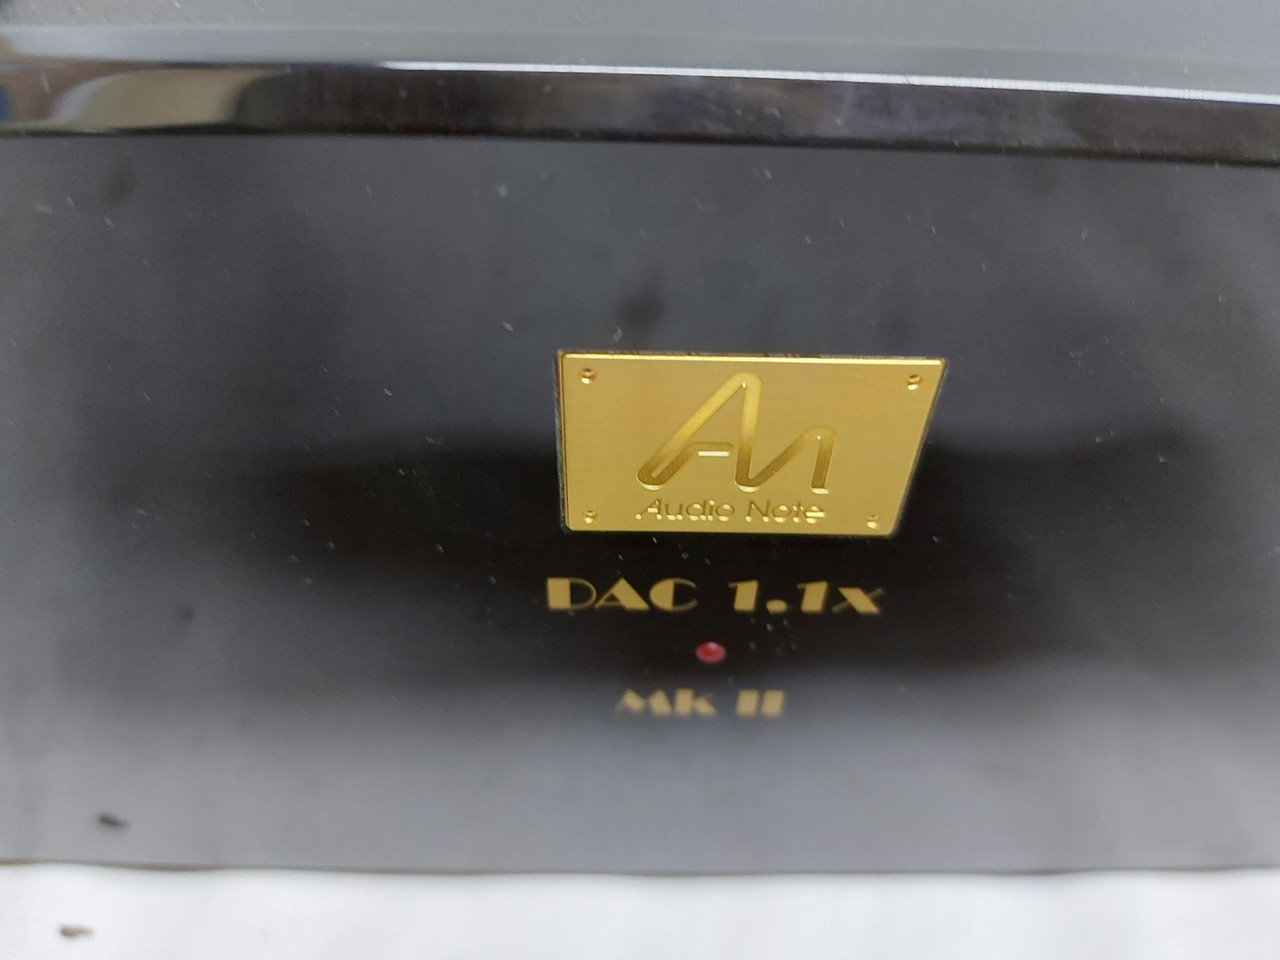 An
Audio Note
DAC 1.1x
Mk II